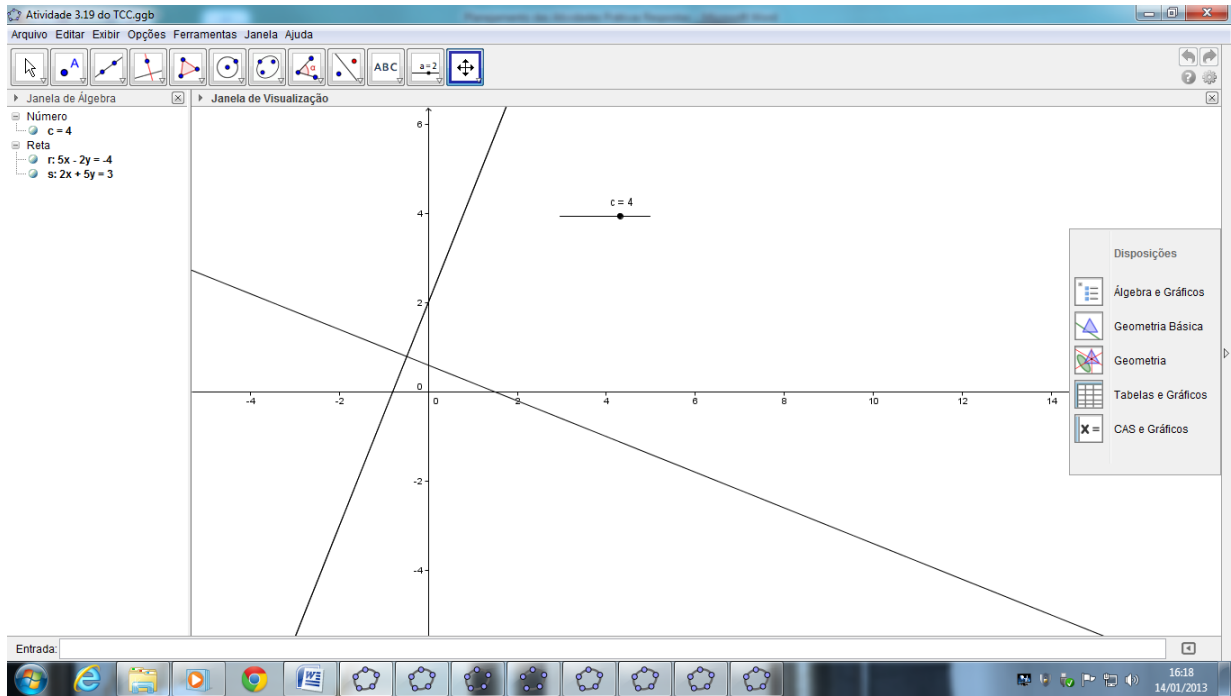 Atividade 3.19 do TCC.ggb
Arquivo Editar Exibir Opções Ferramentas Janela Ajuda
ABC
a = 2
Janela de Álgebra
Janela de Visualização
Número
c = 4
Reta
r: 5x - 2y = -4
s: 2x + 5y = 3
6
c = 4
4
2
0
-4 -2 0 2 4 6 8 10 12 14
-2
-4
Disposições
Álgebra e Gráficos
Geometria Básica
Geometria
Tabelas e Gráficos
CAS e Gráficos
Entrada:
16:18
14/01/2013